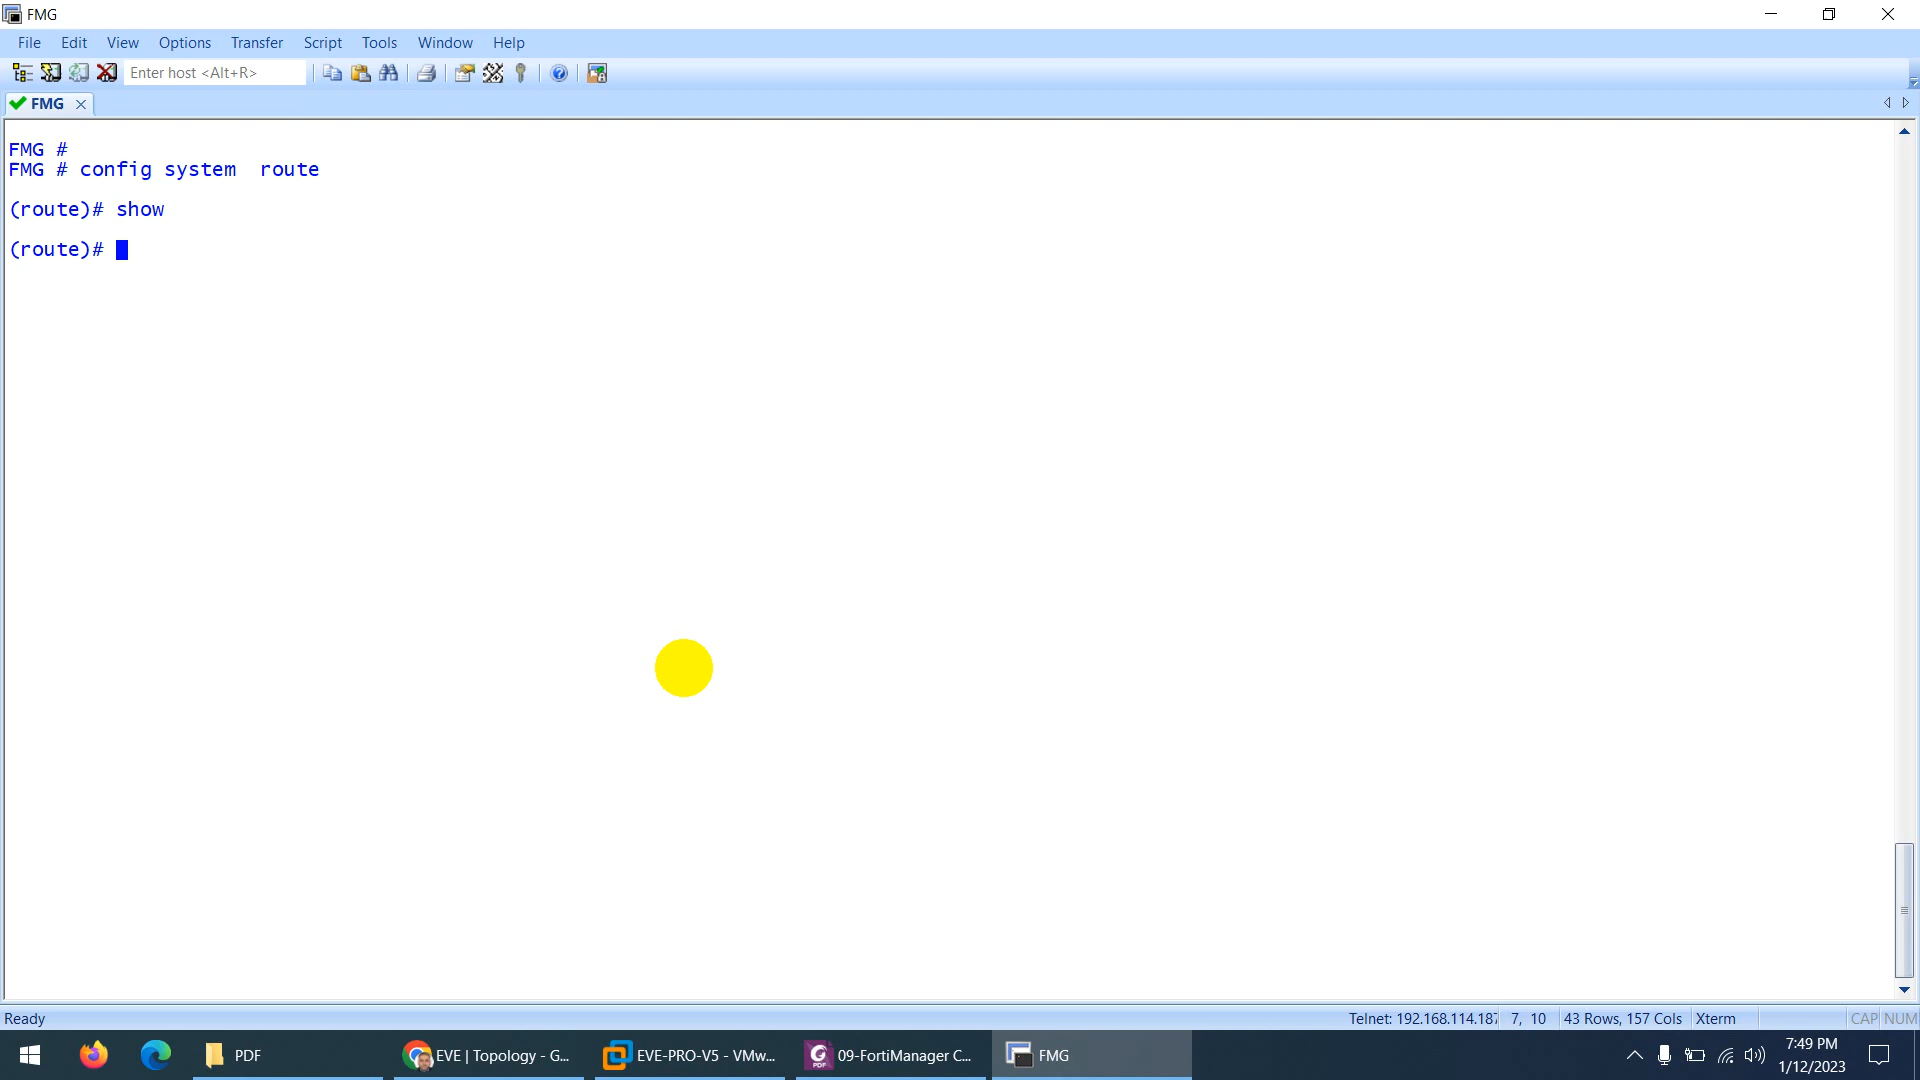 FMG
File Edit View Options Transfer Script Tools Window Help
Enter host <Alt+R>
FMG
FMG #
FMG # config system  route
(route)# show
(route)#
Ready Telnet: 192.168.114.187 7, 10 43 Rows, 157 Cols Xterm CAP NUM
PDF EVE | Topology - G... EVE-PRO-V5 - VMw... PDF 09-FortiManager C... FMG 7:49 PM
1/12/2023